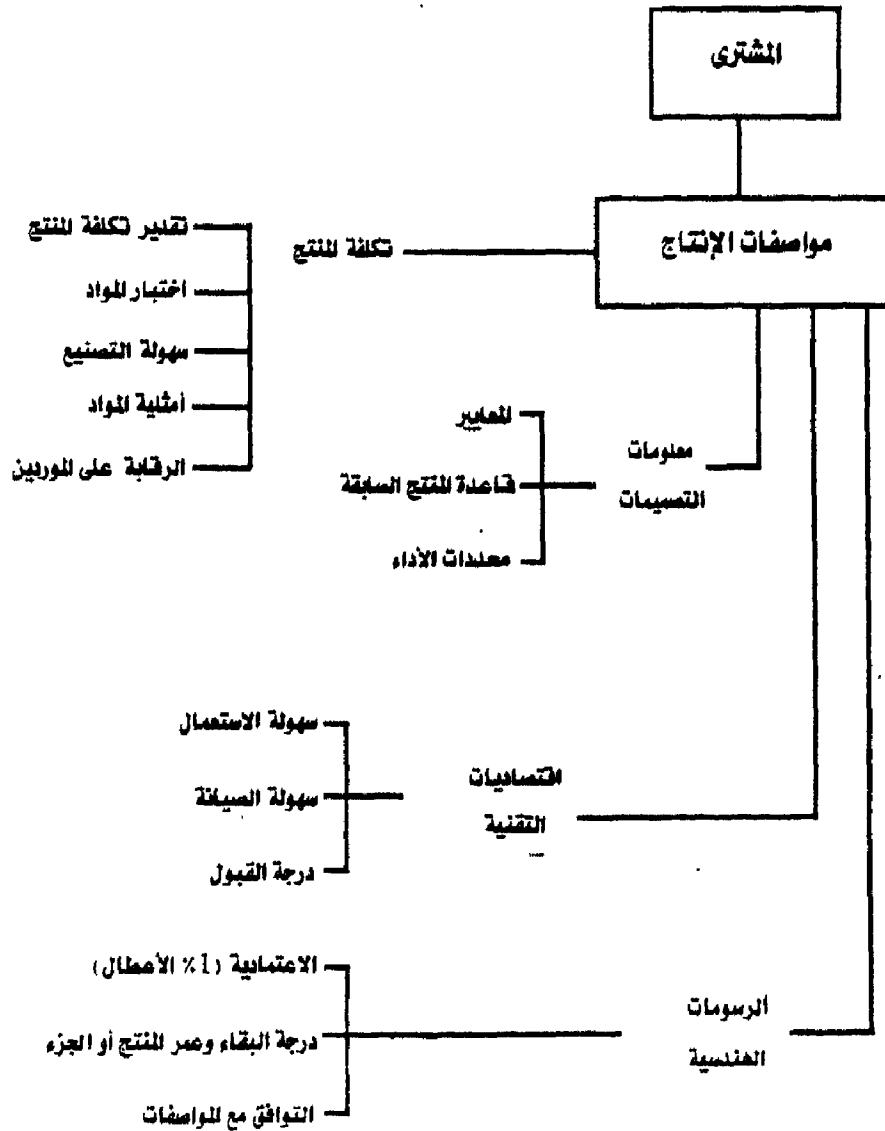 المشترى
مواصفات الإنتاج
تكلفة المنتج
تقدير تكلفة المنتج
اختبار المواد
سهولة التصنيع
أمثلية المواد
الرقابة على الموردين
معلومات
التصميمات
المعايير
قاعدة المنتج السابقة
محددات الأداء
اقتصاديات
التقنية
سهولة الاستعمال
سهولة الصيانة
درجة القبول
الرسومات
الهندسية
الاعتمادية (1٪ الأعطال)
درجة البقاء وعمر المنتج أو الجزء
التوافق مع المواصفات